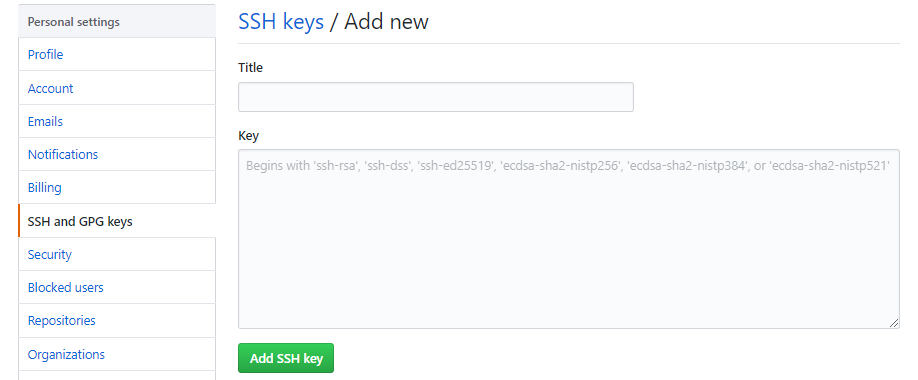 Personal settings
Profile
Account
Emails
Notifications
Billing
SSH and GPG keys
Security
Blocked users
Repositories
Organizations
SSH keys / Add new
Title
Key
Begins with 'ssh-rsa', 'ssh-dss', 'ssh-ed25519', 'ecdsa-sha2-nistp256', 'ecdsa-sha2-nistp384', or 'ecdsa-sha2-nistp521'
Add SSH key